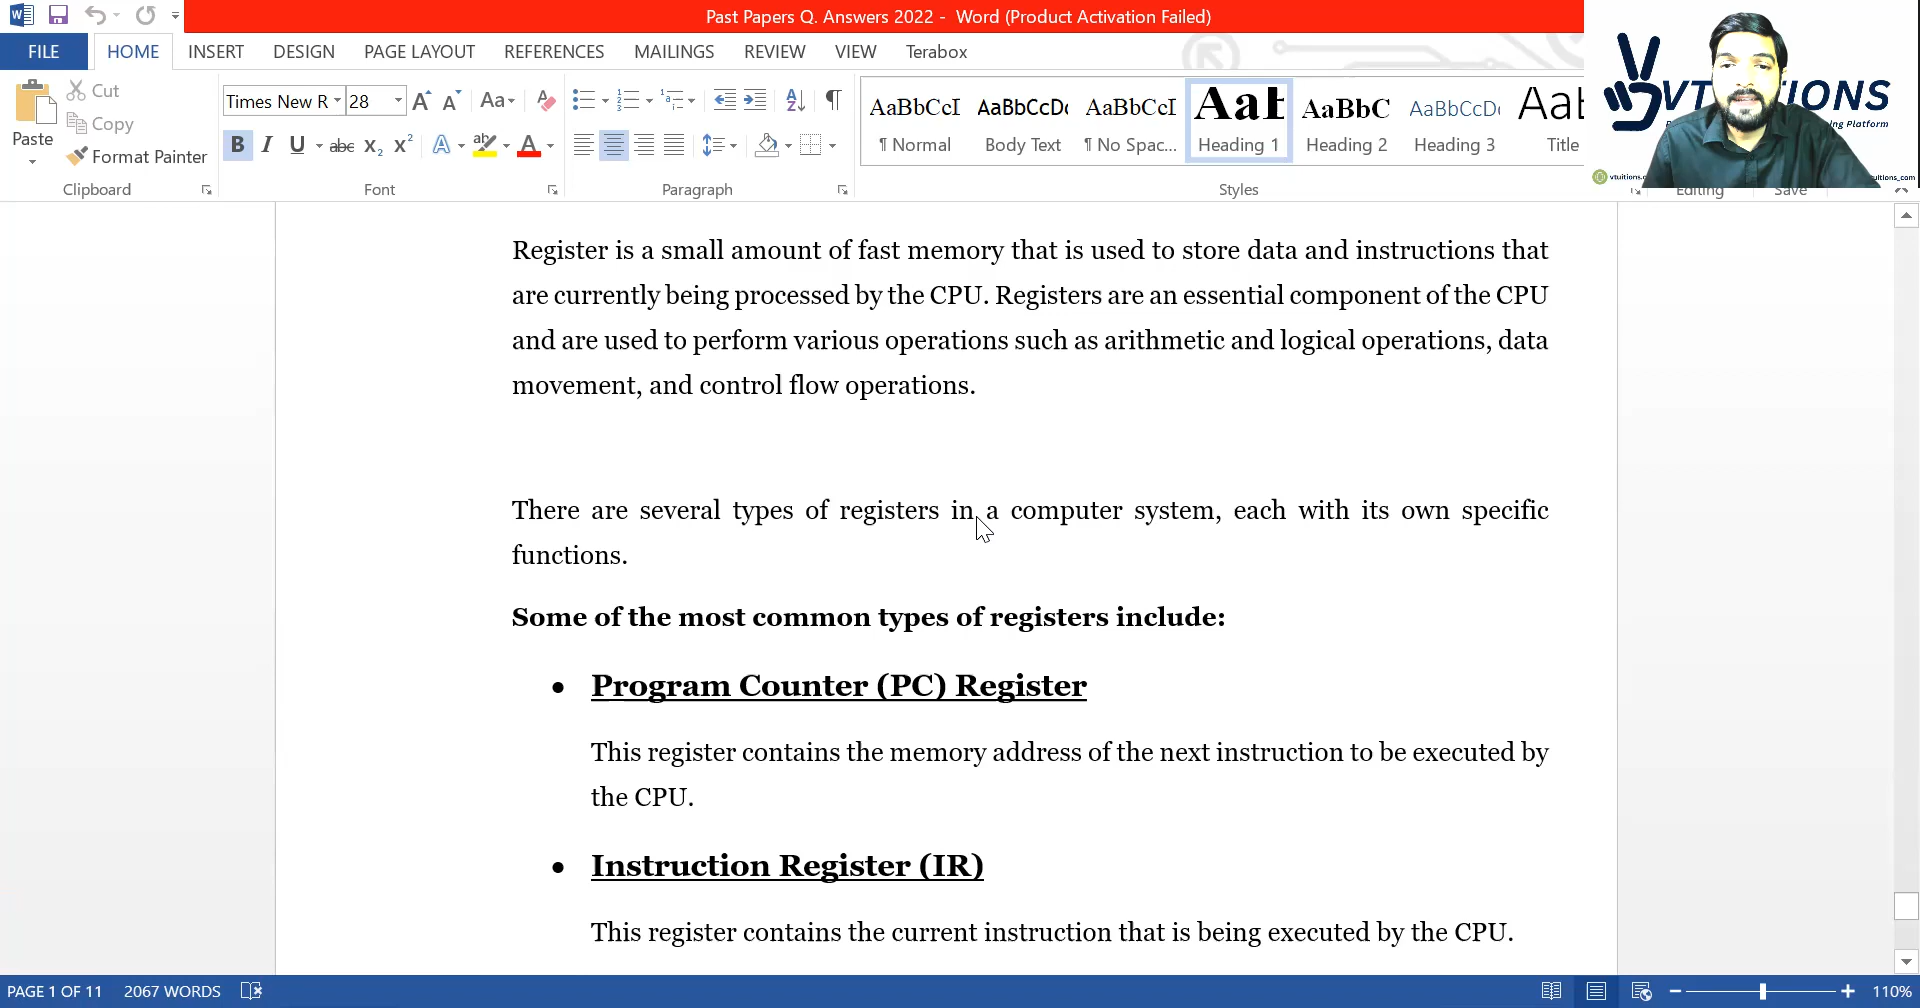 Past Papers Q. Answers 2022 - Word (Product Activation Failed)
FILE HOME INSERT DESIGN PAGE LAYOUT REFERENCES MAILINGS REVIEW VIEW Terabox
Paste
Cut
Copy
Format Painter
Clipboard
Times New R 28
Font
Paragraph
AaBbCcI AaBbCcDc AaBbCcI AaB AaBbC AaBbCcDc AaB
¶ Normal Body Text ¶ No Spac... Heading 1 Heading 2 Heading 3 Title
Styles
Editing Save
Platform
Register is a small amount of fast memory that is used to store data and instructions that
are currently being processed by the CPU. Registers are an essential component of the CPU
and are used to perform various operations such as arithmetic and logical operations, data
movement, and control flow operations.
There are several types of registers in a computer system, each with its own specific
functions.
Some of the most common types of registers include:
• Program Counter (PC) Register
This register contains the memory address of the next instruction to be executed by
the CPU.
• Instruction Register (IR)
This register contains the current instruction that is being executed by the CPU.
PAGE 1 OF 11 2067 WORDS 110%